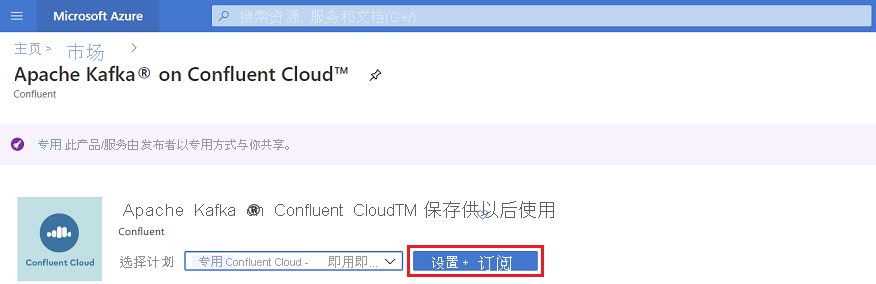 Microsoft Azure 搜索资源、服务和文档(G+/)
主页 > 市场 >
Apache Kafka® on Confluent Cloud™
Confluent
专用 此产品/服务由发布者以专用方式与你共享。
Apache Kafka ® on Confluent CloudTM 保存供以后使用
Confluent
Confluent Cloud
选择计划 专用 Confluent Cloud - 即用即... 设置 + 订阅